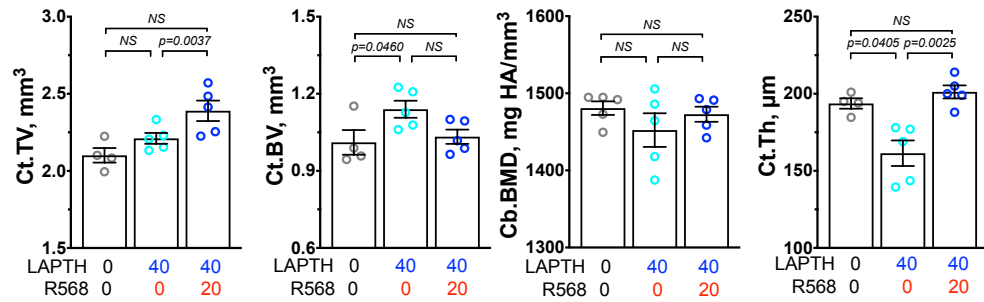 Ct.TV, mm³
NS
NS
p=0.0037
3.0
2.5
2.0
1.5
LAPTH 0 40 40
R568 0 0 20
Ct.BV, mm³
NS
p=0.0460
NS
1.5
1.2
0.9
0.6
0 40 40
0 0 20
Cb.BMD, mg HA/mm³
NS
NS
NS
1600
1500
1400
1300
0 40 40
0 0 20
Ct.Th, µm
NS
p=0.0405
p=0.0025
250
200
150
100
LAPTH 0 40 40
R568 0 0 20